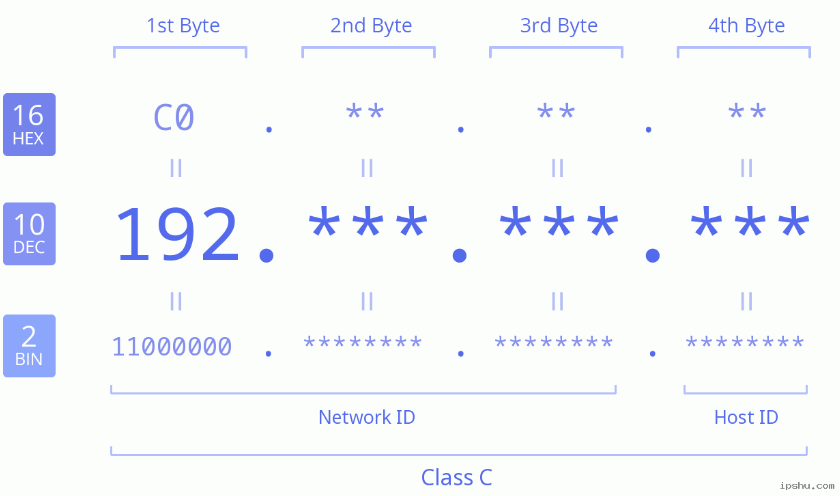 1st Byte 2nd Byte 3rd Byte 4th Byte
16 HEX C0 . ** . ** . **
= = = =
10 DEC 192 . *** . *** . ***
= = = =
2 BIN 11000000 . ******** . ******** . ********
Network ID Host ID
Class C
ipshu.com